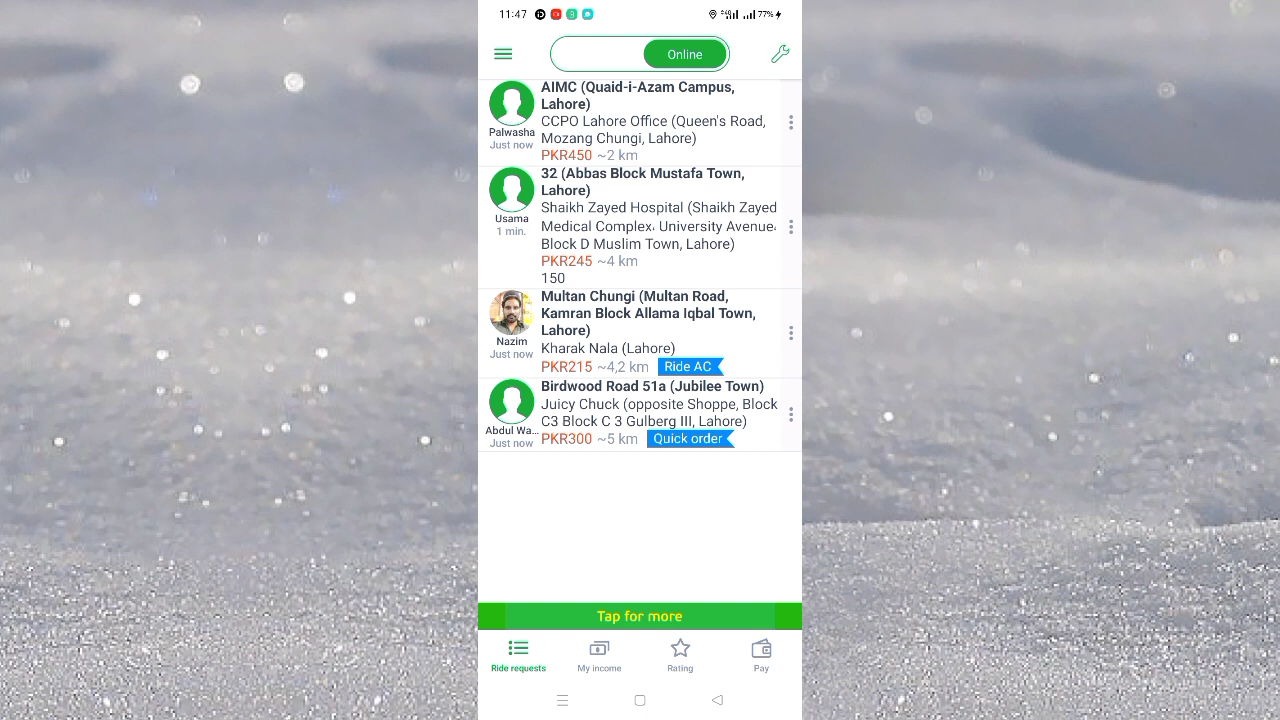 11:47
77%
Online
AIMC (Quaid-i-Azam Campus,
Lahore)
CCPO Lahore Office (Queen's Road,
Mozang Chungi, Lahore)
PKR450 ~2 km
Palwasha
Just now
32 (Abbas Block Mustafa Town,
Lahore)
Shaikh Zayed Hospital (Shaikh Zayed
Medical Complex, University Avenue,
Block D Muslim Town, Lahore)
PKR245 ~4 km
150
Usama
1 min.
Multan Chungi (Multan Road,
Kamran Block Allama Iqbal Town,
Lahore)
Kharak Nala (Lahore)
PKR215 ~4,2 km Ride AC
Nazim
Just now
Birdwood Road 51a (Jubilee Town)
Juicy Chuck (opposite Shoppe, Block
C3 Block C 3 Gulberg III, Lahore)
PKR300 ~5 km Quick order
Abdul Wa...
Just now
Tap for more
Ride requests My income Rating Pay